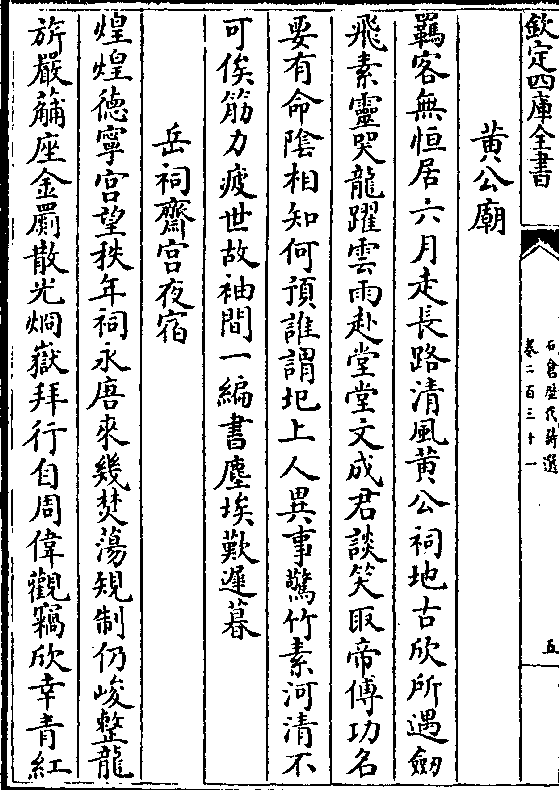 欽定四庫全書
石倉歷代詩選
卷二百三十一
五
黄公廟
羈客無恒居六月走長路清風黄公祠地古欣所遇劒
飛素靈哭龍躍雲雨赴堂堂文成君談笑取帝傅功名
要有命隂相知何預誰謂圯上人異事驚竹素河清不
可俟筋力疲世故袖間一編書塵埃歎遲暮
岳祠齋宫夜宿
煌煌德寧宫望秩年祠永唐來幾焚蕩規制仍峻整龍
旂嚴黼座金罽散光炯嶽拜行自周偉觀竊欣幸青紅